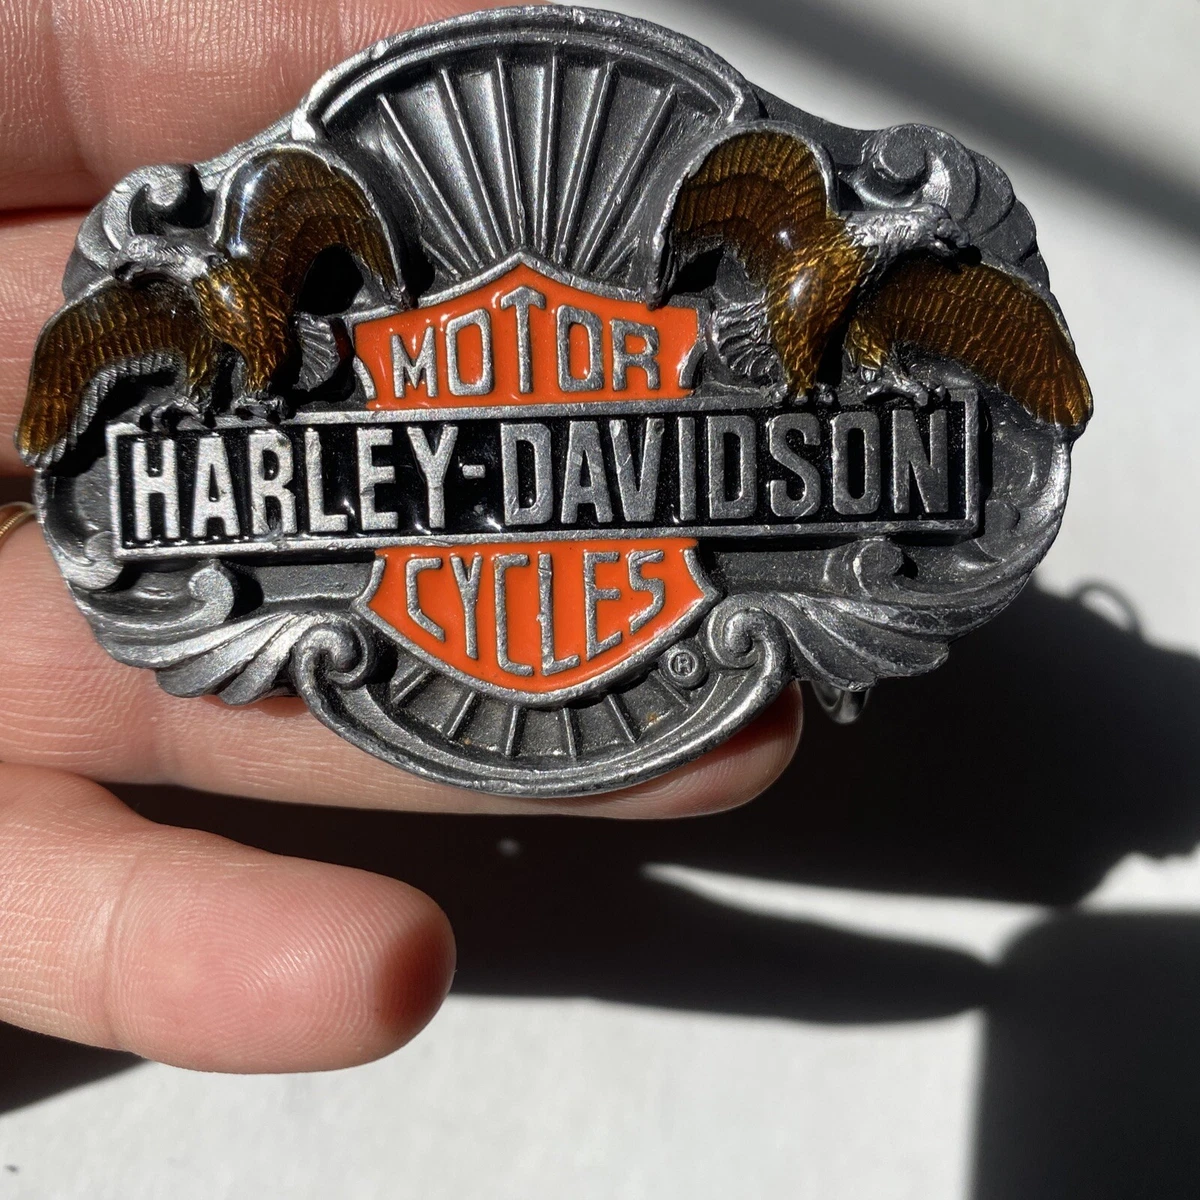 MOTOR
HARLEY-DAVIDSON
CYCLES
®